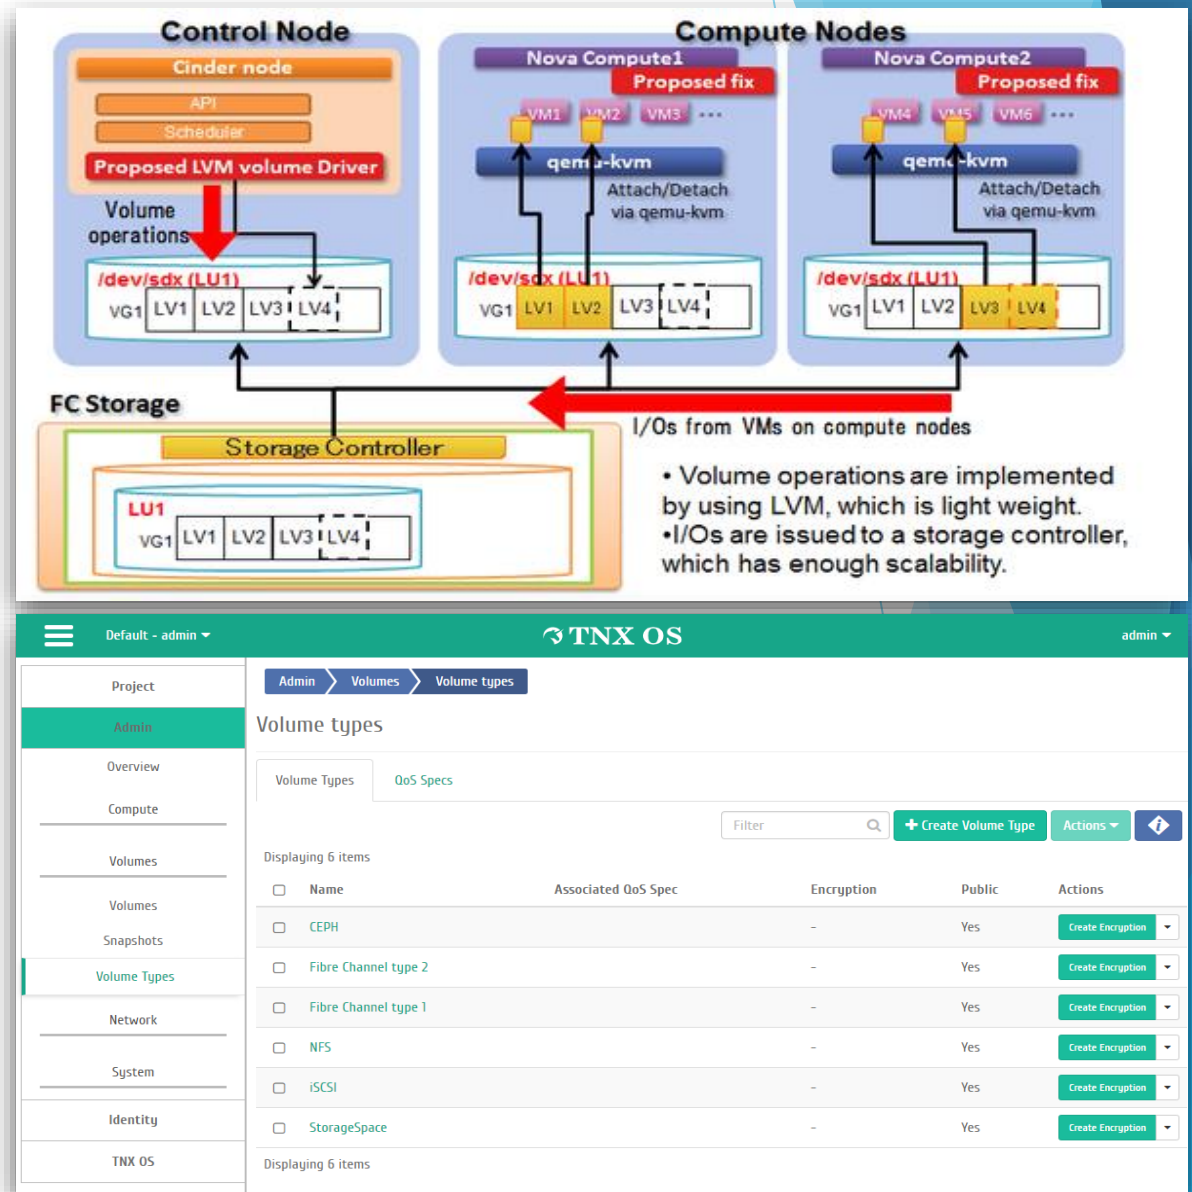 Control Node
Compute Nodes
Cinder node
API
Scheduler
Proposed LVM volume Driver
Volume
operations
/dev/sdx (LU1)
VG1 LV1 LV2 LV3 LV4
Nova Compute1
Proposed fix
VM1 VM2 VM3 ...
qemu-kvm
Attach/Detach
via qemu-kvm
/dev/sdx (LU1)
VG1 LV1 LV2 LV3 LV4
Nova Compute2
Proposed fix
VM4 VM5 VM6 ...
qemu-kvm
Attach/Detach
via qemu-kvm
/dev/sdx (LU1)
VG1 LV1 LV2 LV3 LV4
FC Storage
Storage Controller
LU1
VG1 LV1 LV2 LV3 LV4
I/Os from VMs on compute nodes
• Volume operations are implemented
by using LVM, which is light weight.
•I/Os are issued to a storage controller,
which has enough scalability.
Default - admin
TNX OS
admin
Project
Admin
Overview
Compute
Volumes
Volumes
Snapshots
Volume Types
Network
System
Identity
TNX OS
Admin Volumes Volume types
Volume types
Volume Types QoS Specs
Filter + Create Volume Type Actions
Displaying 6 items
Name Associated QoS Spec Encryption Public Actions
CEPH - Yes Create Encryption
Fibre Channel type 2 - Yes Create Encryption
Fibre Channel type 1 - Yes Create Encryption
NFS - Yes Create Encryption
iSCSI - Yes Create Encryption
StorageSpace - Yes Create Encryption
Displaying 6 items